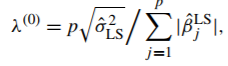 λ⁽⁰⁾ = p√σ̂²_LS / ∑_{j=1}^{p} |β̂_j^LS|,